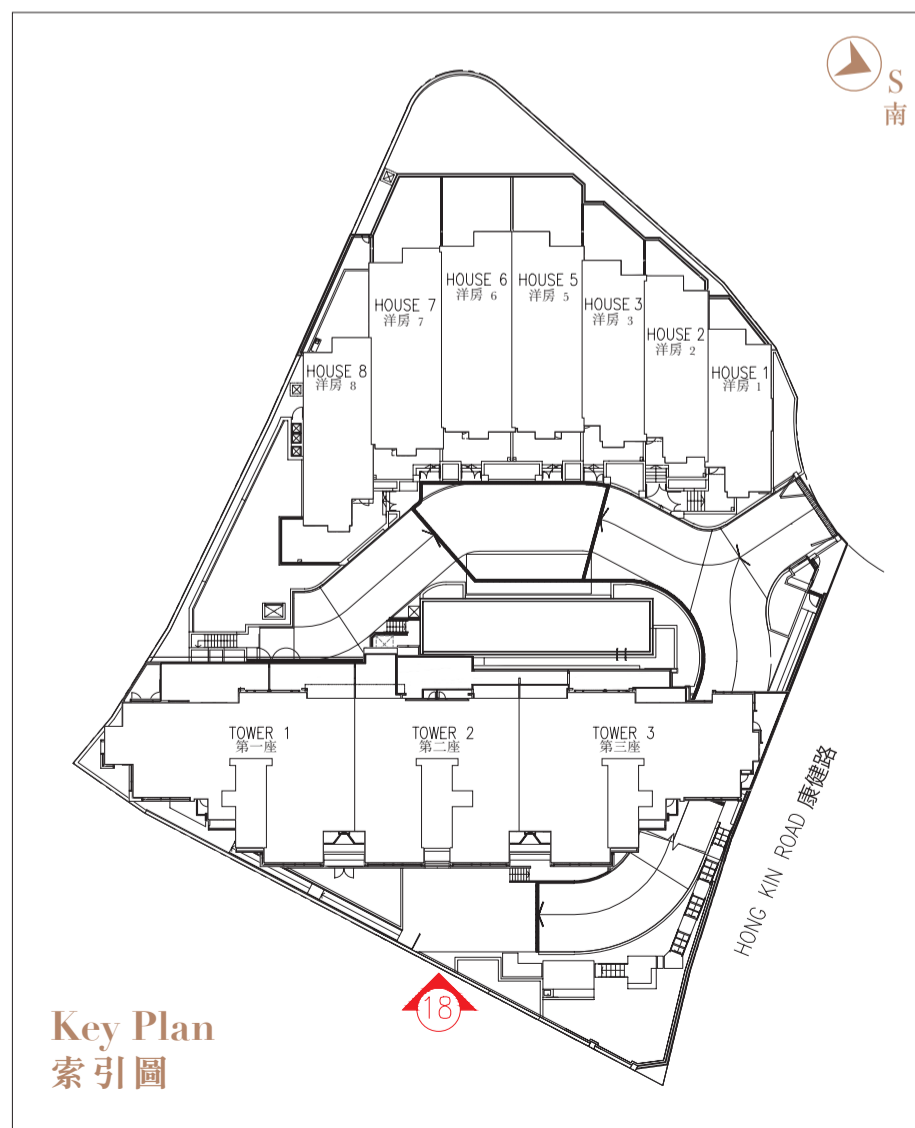 S
南
HOUSE 6
洋房 6
HOUSE 5
洋房 5
HOUSE 7
洋房 7
HOUSE 3
洋房 3
HOUSE 2
洋房 2
HOUSE 8
洋房 8
HOUSE 1
洋房 1
TOWER 1
第一座
TOWER 2
第二座
TOWER 3
第三座
HONG KIN ROAD 康健路
18
Key Plan
索引圖